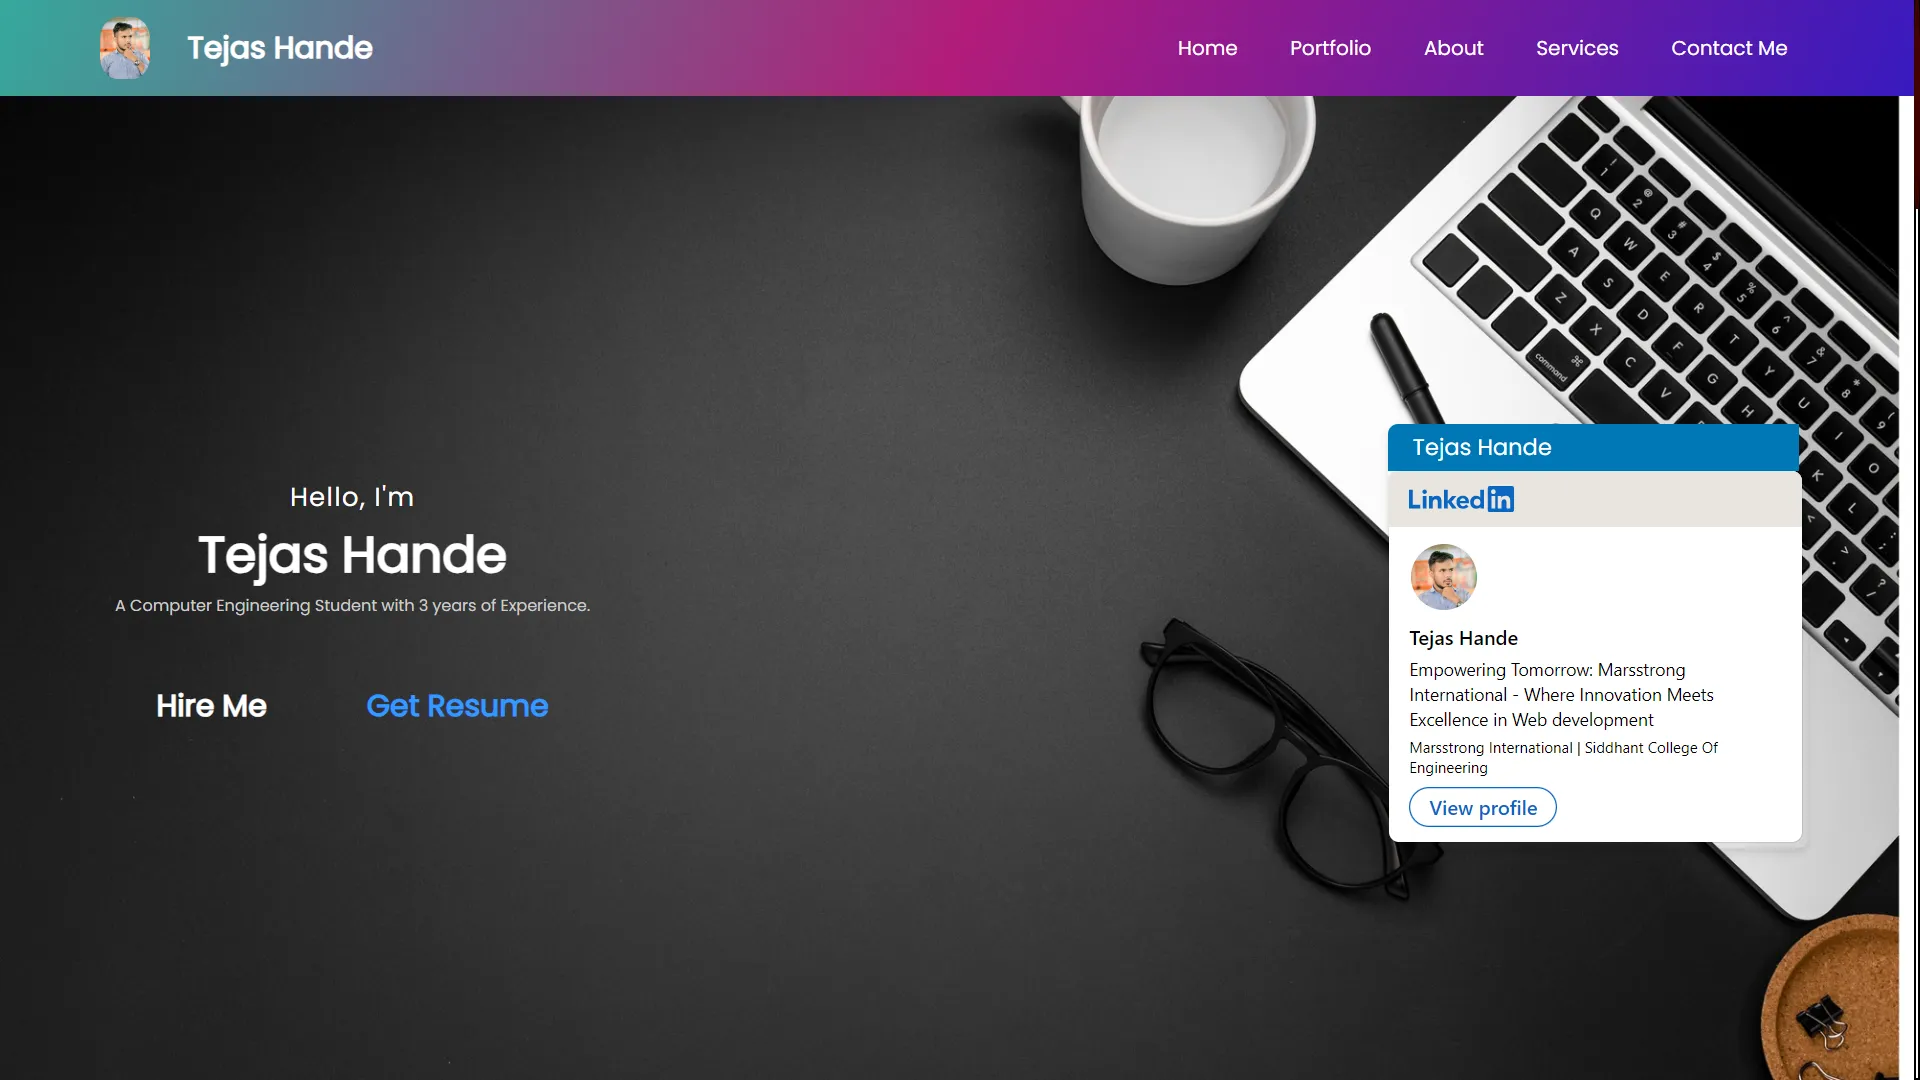 Tejas Hande
Home Portfolio About Services Contact Me
Hello, I'm
Tejas Hande
A Computer Engineering Student with 3 years of Experience.
Hire Me Get Resume
Tejas Hande
Linkedin
Tejas Hande
Empowering Tomorrow: Marsstrong
International - Where Innovation Meets
Excellence in Web development
Marsstrong International | Siddhant College Of
Engineering
View profile
command